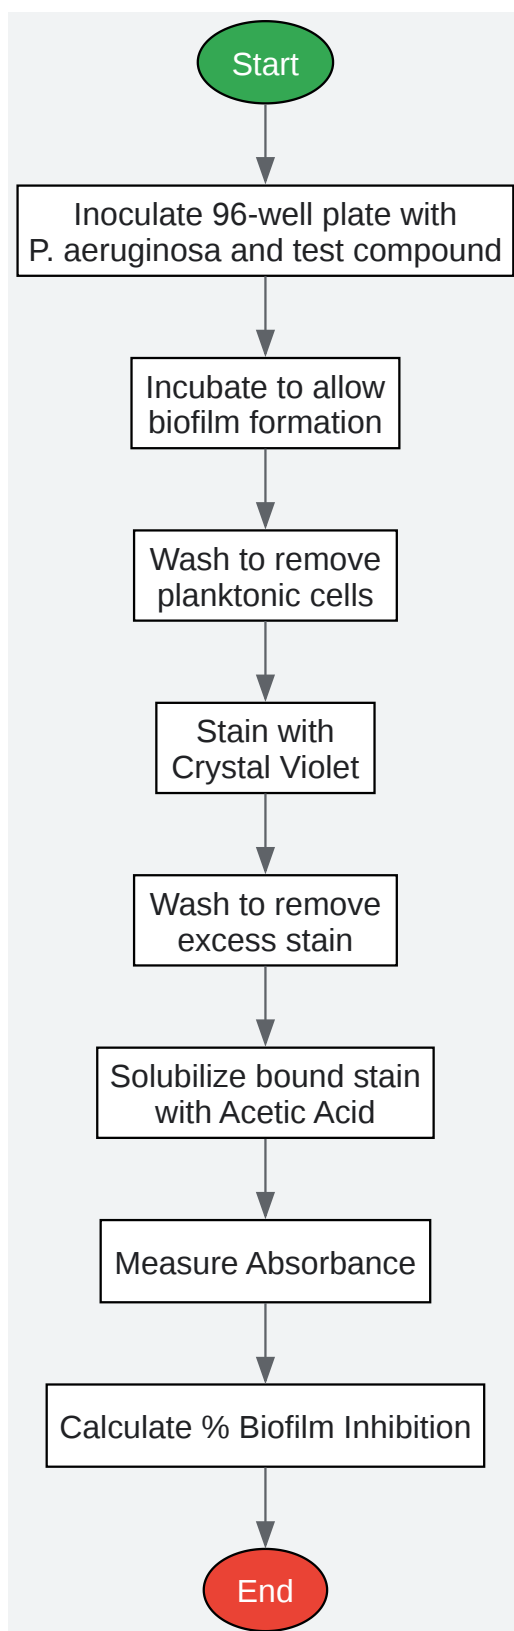 Start
Inoculate 96-well plate with
P. aeruginosa and test compound
Incubate to allow
biofilm formation
Wash to remove
planktonic cells
Stain with
Crystal Violet
Wash to remove
excess stain
Solubilize bound stain
with Acetic Acid
Measure Absorbance
Calculate % Biofilm Inhibition
End